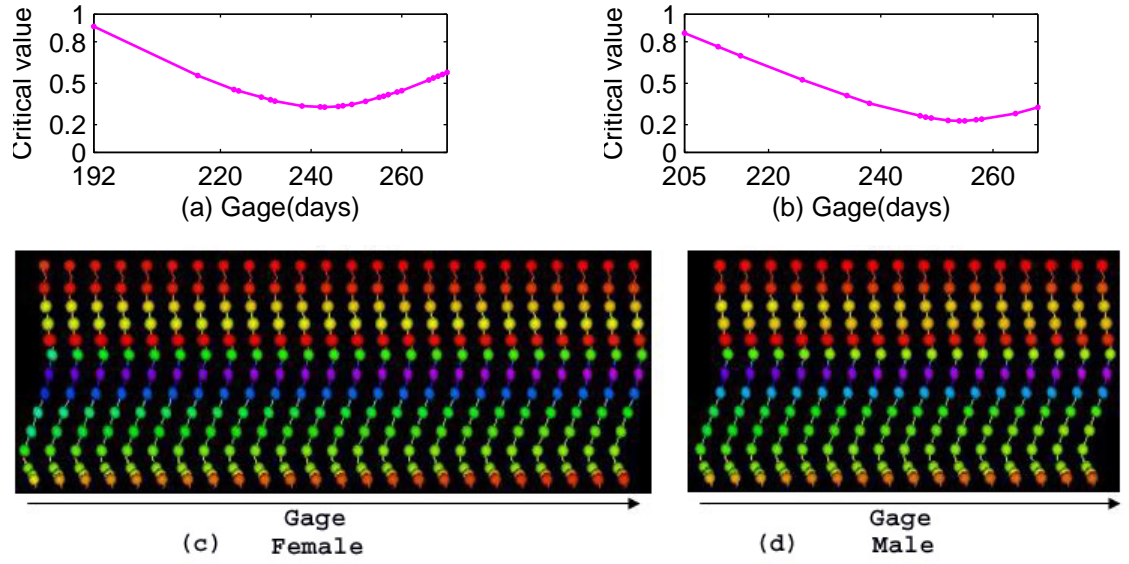 Critical value
1
0.8
0.5
0.2
0
192 220 240 260
(a) Gage(days)
Critical value
1
0.8
0.5
0.2
0
205 220 240 260
(b) Gage(days)
Gage
(c) Female
Gage
(d) Male